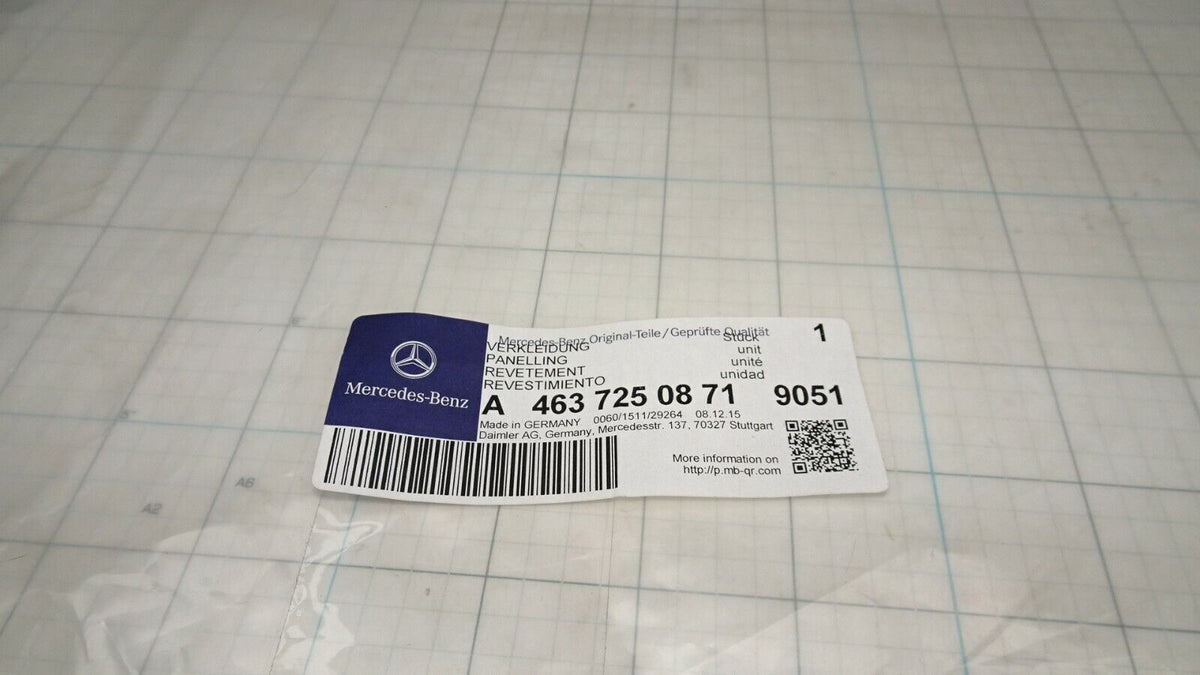 Mercedes-Benz
Mercedes-Benz Original-Teile / Geprüfte Qualität
VERKLEIDUNG
PANELLING
REVETEMENT
REVESTIMIENTO
Stück
unit
unité
unidad
1
A 463 725 08 71 9051
Made in GERMANY 0060/1511/29264 08.12.15
Daimler AG, Germany, Mercedesstr. 137, 70327 Stuttgart
More information on
http://p.mb-qr.com
A6
A2